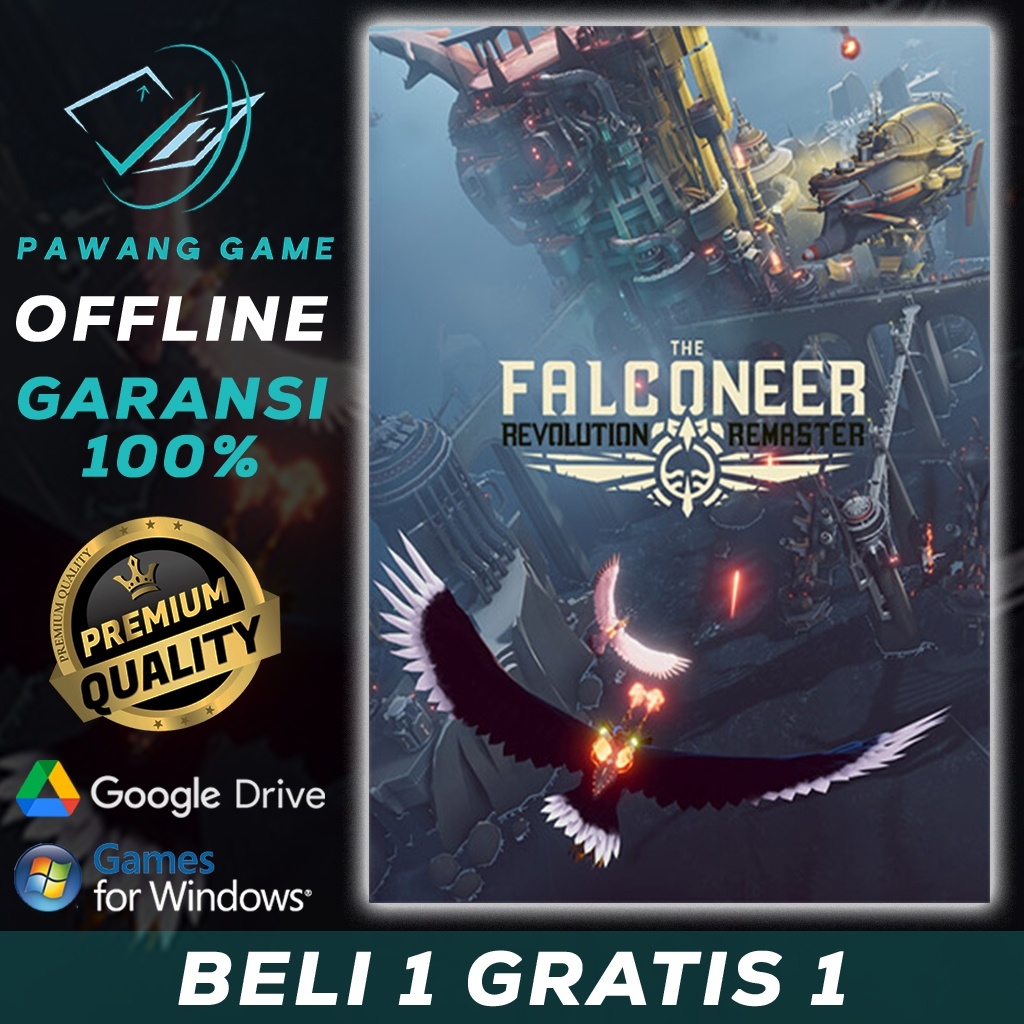 PAWANG GAME
OFFLINE
GARANSI
100%
PREMIUM QUALITY
PREMIUM
QUALITY
Google Drive
Games
for Windows®
THE
FALCONEER
REVOLUTION REMASTER
BELI 1 GRATIS 1